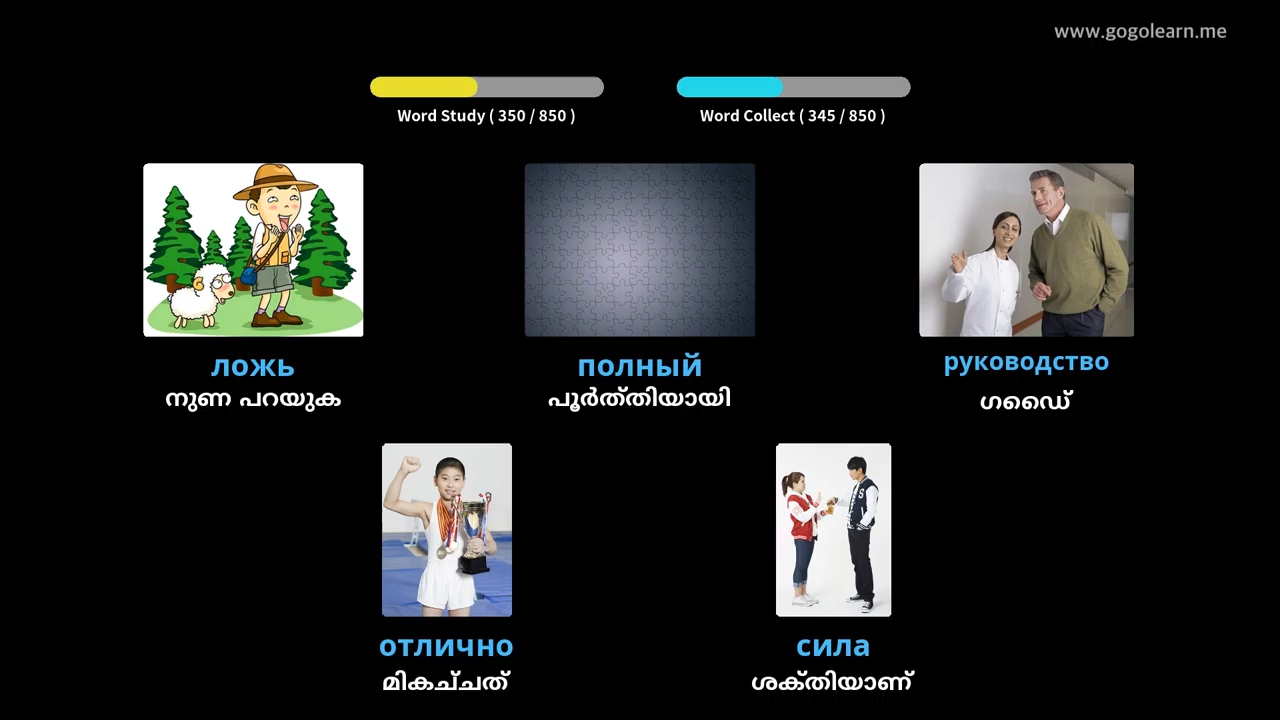 www.gogolearn.me
Word Study ( 350 / 850 )
Word Collect ( 345 / 850 )
ложь
നുണ പറയുക
полный
പൂർത്തിയായി
руководство
ഗഡൈ്
отлично
മികച്ചത്
сила
ശക്തിയാണ്